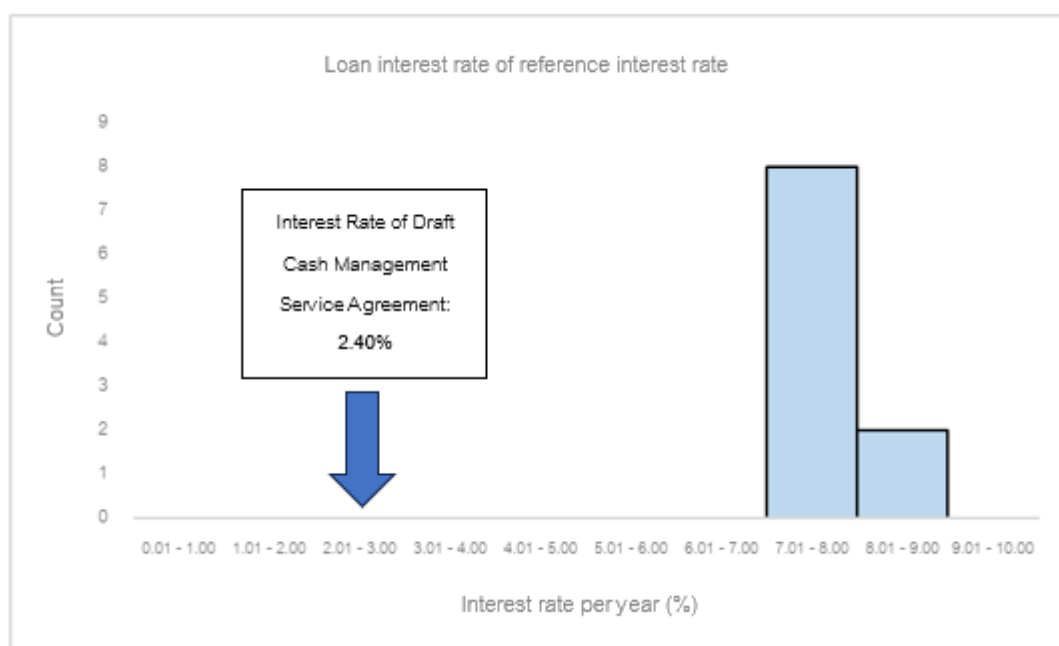 Loan interest rate of reference interest rate
9
8
7
6
5
4
3
2
1
0
Count
Interest Rate of Draft
Cash Management
Service Agreement:
2.40%
0.01 - 1.00 1.01 - 2.00 2.01 - 3.00 3.01 - 4.00 4.01 - 5.00 5.01 - 6.00 6.01 - 7.00 7.01 - 8.00 8.01 - 9.00 9.01 - 10.00
Interest rate per year (%)